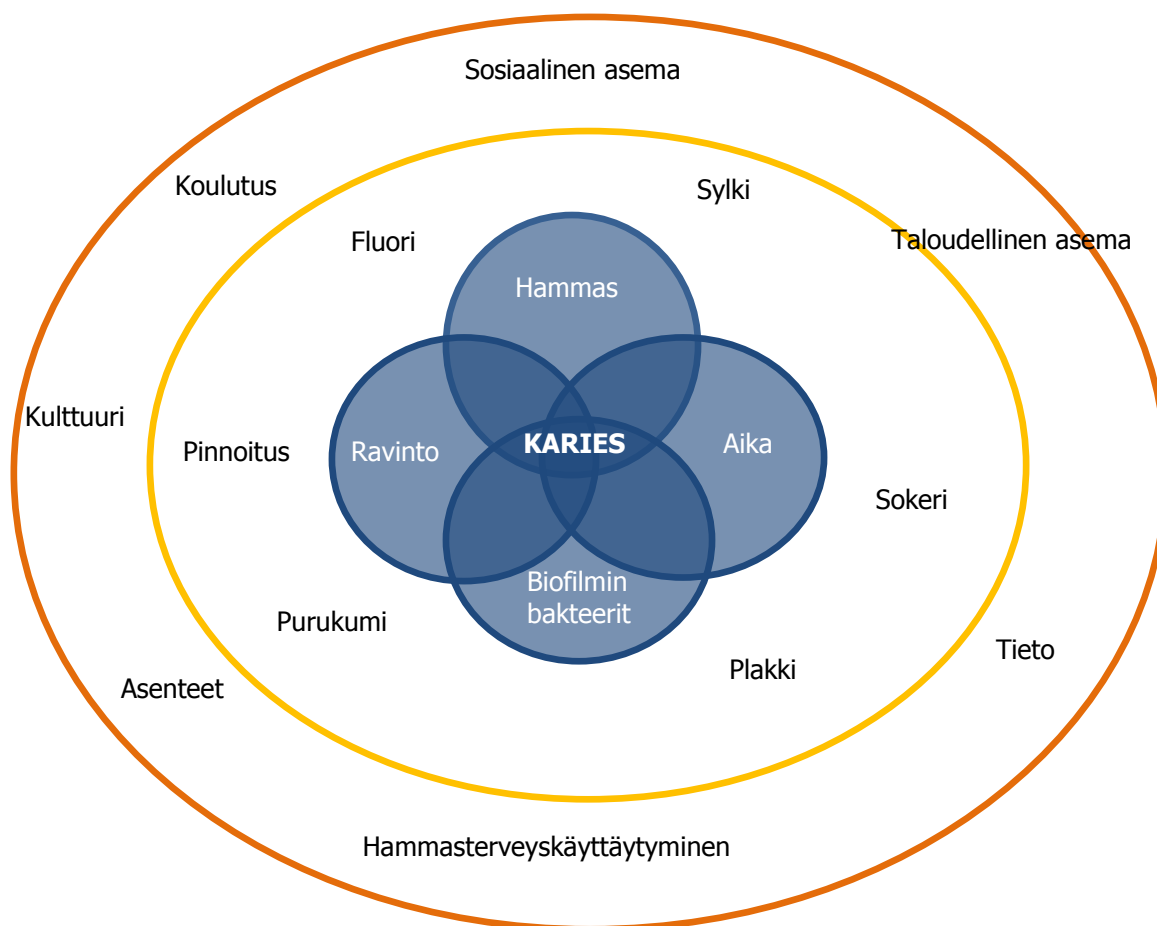 Sosiaalinen asema
Koulutus
Sylki
Fluori
Taloudellinen asema
Hammas
Kulttuuri
Pinnoitus
Ravinto
KARIES
Aika
Sokeri
Biofilmin
bakteerit
Purukumi
Tieto
Plakki
Asenteet
Hammasterveyskäyttäytyminen